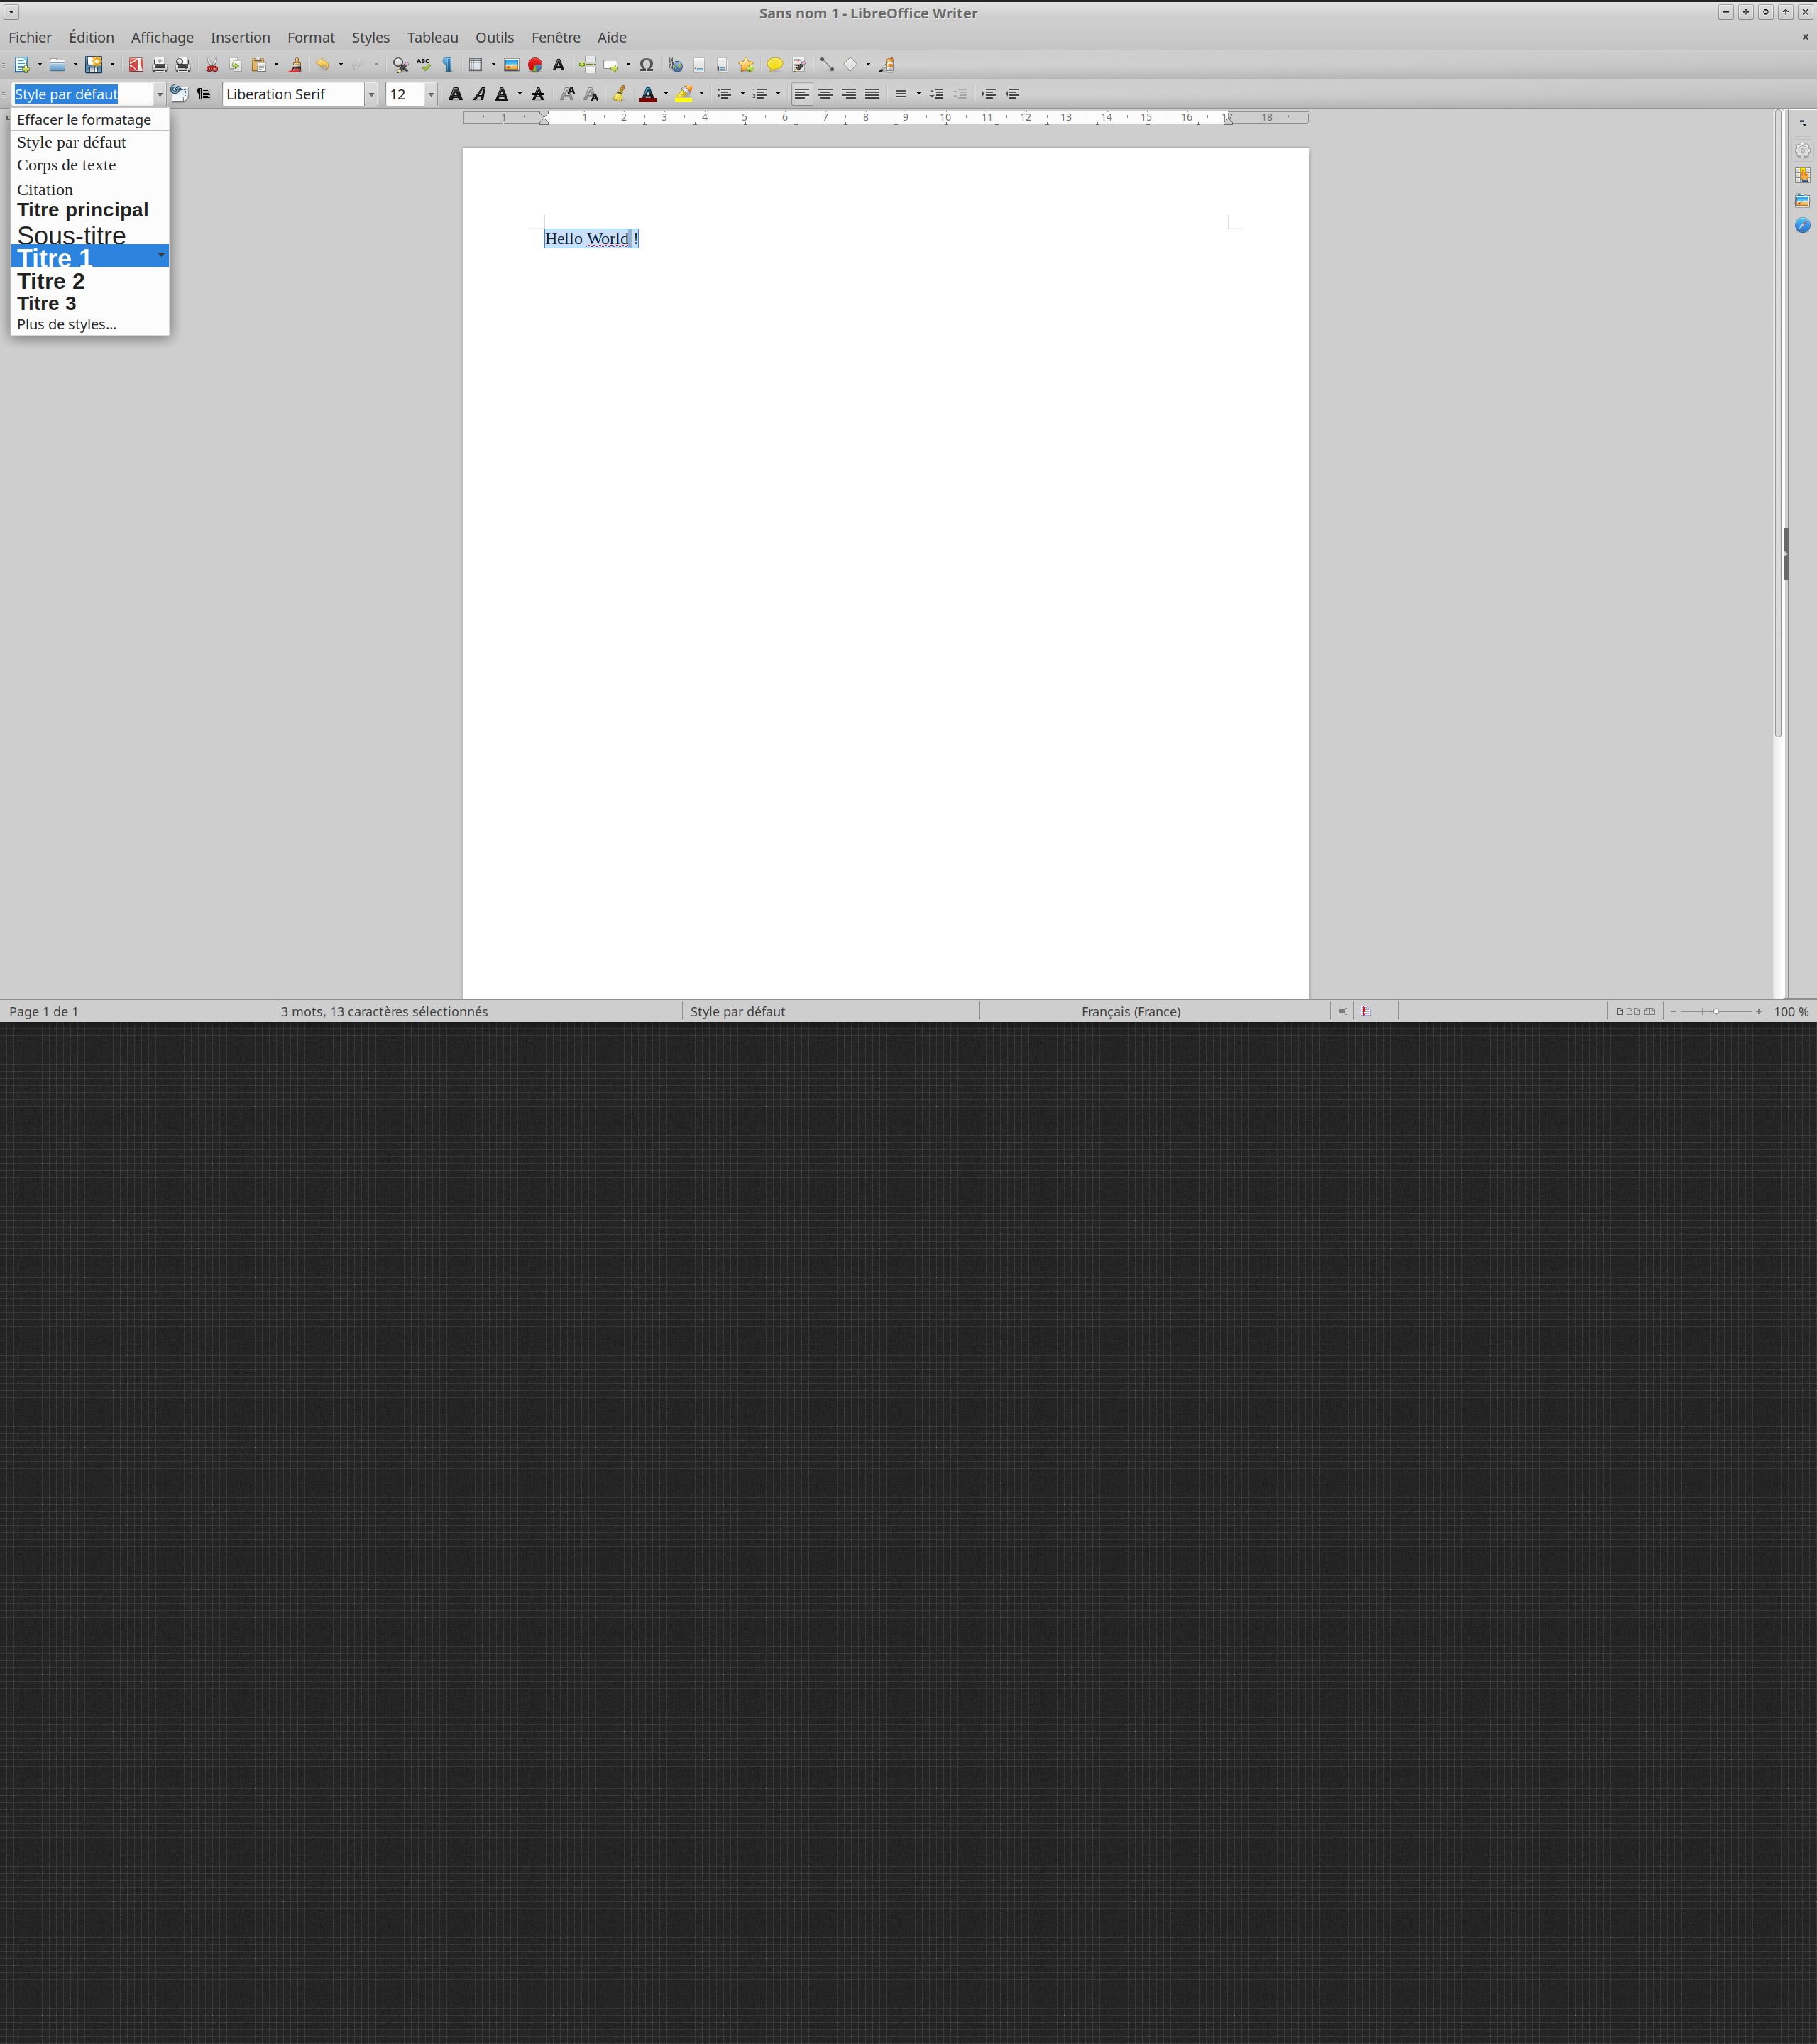 Sans nom 1 - LibreOffice Writer
Fichier Édition Affichage Insertion Format Styles Tableau Outils Fenêtre Aide
Style par défaut Liberation Serif 12
1 1 2 3 4 5 6 7 8 9 10 11 12 13 14 15 16 17 18
Effacer le formatage
Style par défaut
Corps de texte
Citation
Titre principal
Sous-titre
Titre 1
Titre 2
Titre 3
Plus de styles...
Hello World !
Page 1 de 1 3 mots, 13 caractères sélectionnés Style par défaut Français (France) 100 %